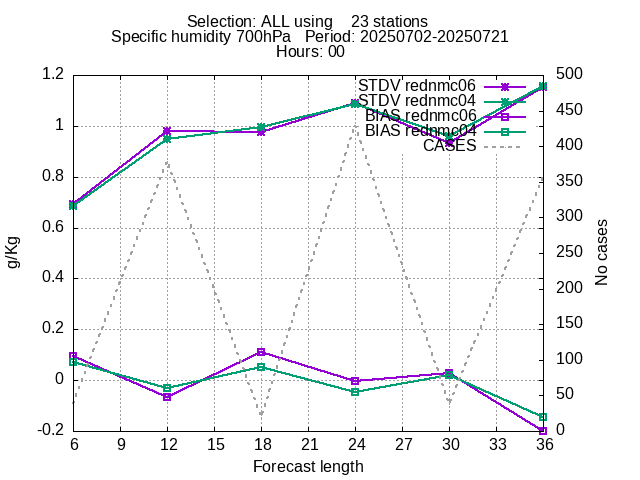 Selection: ALL using    23 stations
Specific humidity 700hPa   Period: 20250702-20250721
Hours: 00
1.2
1
0.8
0.6
0.4
0.2
0
-0.2
g/Kg
500
450
400
350
300
250
200
150
100
50
0
No cases
STDV rednmc06
STDV rednmc04
BIAS rednmc06
BIAS rednmc04
CASES
6 9 12 15 18 21 24 27 30 33 36
Forecast length